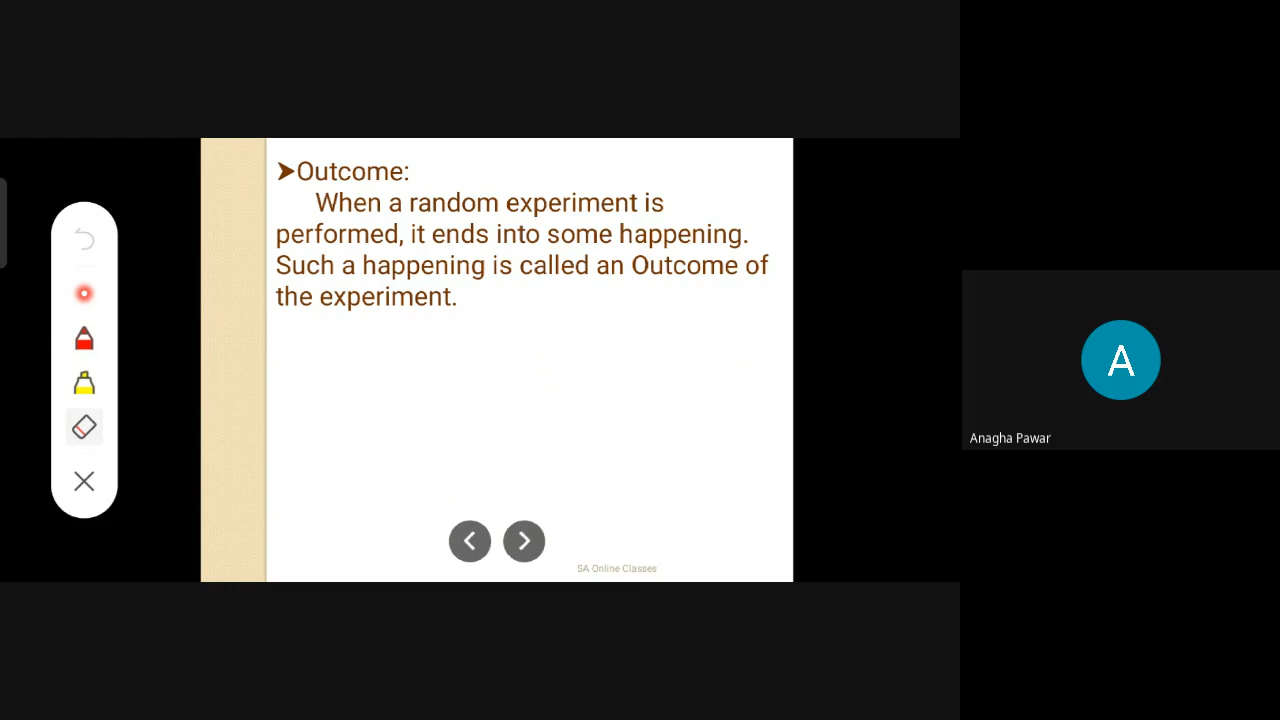 ➤Outcome:
When a random experiment is
performed, it ends into some happening.
Such a happening is called an Outcome of
the experiment.
SA Online Classes
A
Anagha Pawar